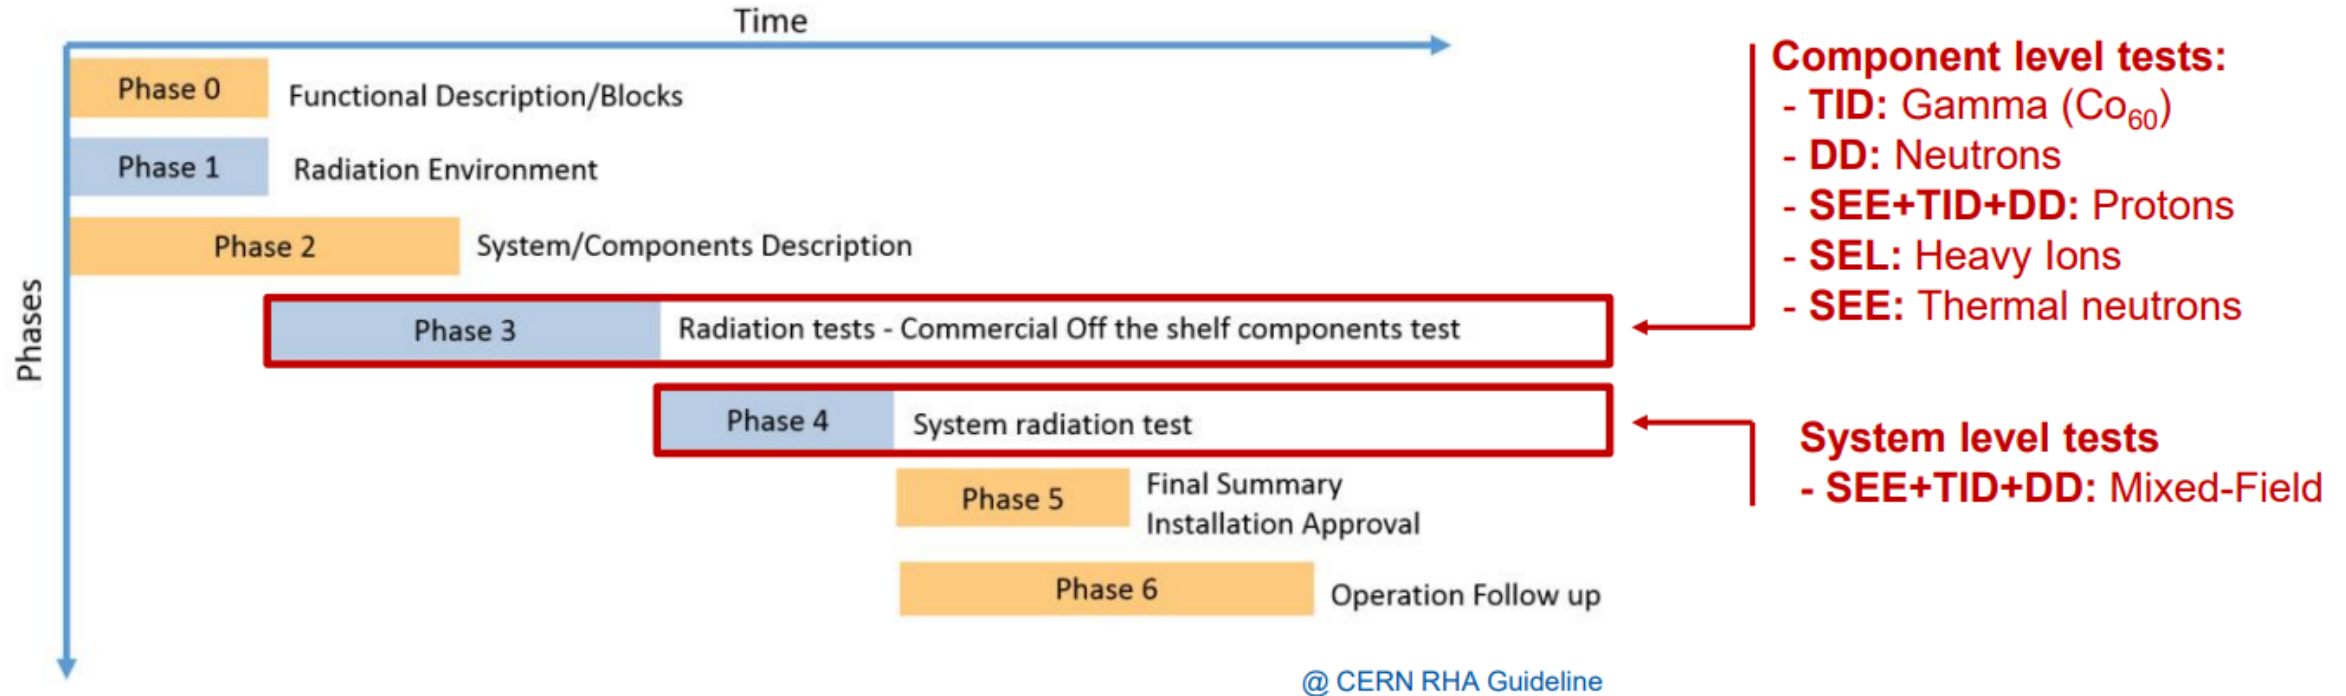 Time
Phases
Phase 0
Functional Description/Blocks
Phase 1
Radiation Environment
Phase 2
System/Components Description
Phase 3
Radiation tests - Commercial Off the shelf components test
Phase 4
System radiation test
Phase 5
Final Summary
Installation Approval
Phase 6
Operation Follow up
@ CERN RHA Guideline
Component level tests:
- TID: Gamma (Co60)
- DD: Neutrons
- SEE+TID+DD: Protons
- SEL: Heavy Ions
- SEE: Thermal neutrons
System level tests
- SEE+TID+DD: Mixed-Field